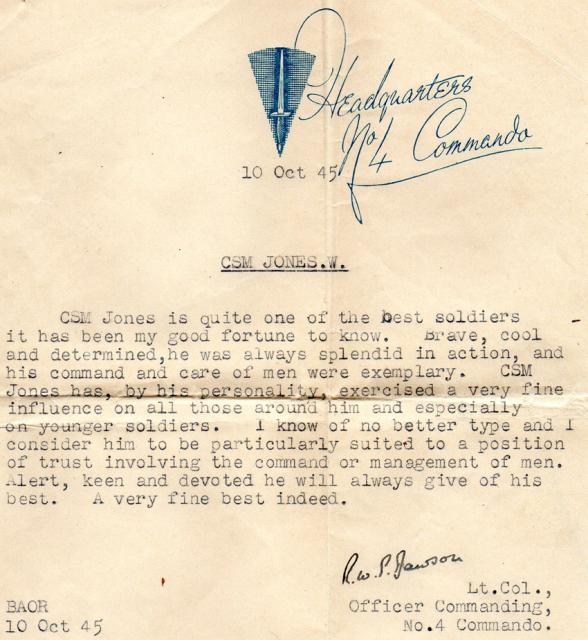 Headquarters
No 4 Commando
10 Oct 45
CSM JONES.W.
CSM Jones is quite one of the best soldiers
it has been my good fortune to know. Brave, cool
and determined,he was always splendid in action, and
his command and care of men were exemplary. CSM
Jones has, by his personality, exercised a very fine
influence on all those around him and especially
on younger soldiers. I know of no better type and I
consider him to be particularly suited to a position
of trust involving the command or management of men.
Alert, keen and devoted he will always give of his
best. A very fine best indeed.
R.W.P. Dawson
Lt.Col.,
BAOR Officer Commanding,
10 Oct 45 No.4 Commando.